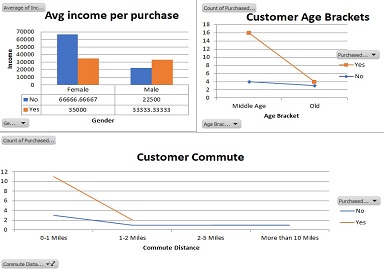 Average of Inc...
Avg income per purchase
70000
60000
50000
40000
30000
20000
10000
0
Income
Female
Male
No
66666.66667
22500
Yes
35000
33333.33333
Gender
Ge...
Count of Purchased...
Customer Age Brackets
18
16
14
12
10
8
6
4
2
0
Middle Age
Old
Age Bracket
Purchased...
Yes
No
Age Brac...
Count of Purchased...
Customer Commute
12
10
8
6
4
2
0
0-1 Miles
1-2 Miles
2-5 Miles
More than 10 Miles
Commute Distance
Purchased...
No
Yes
Commute Dista...